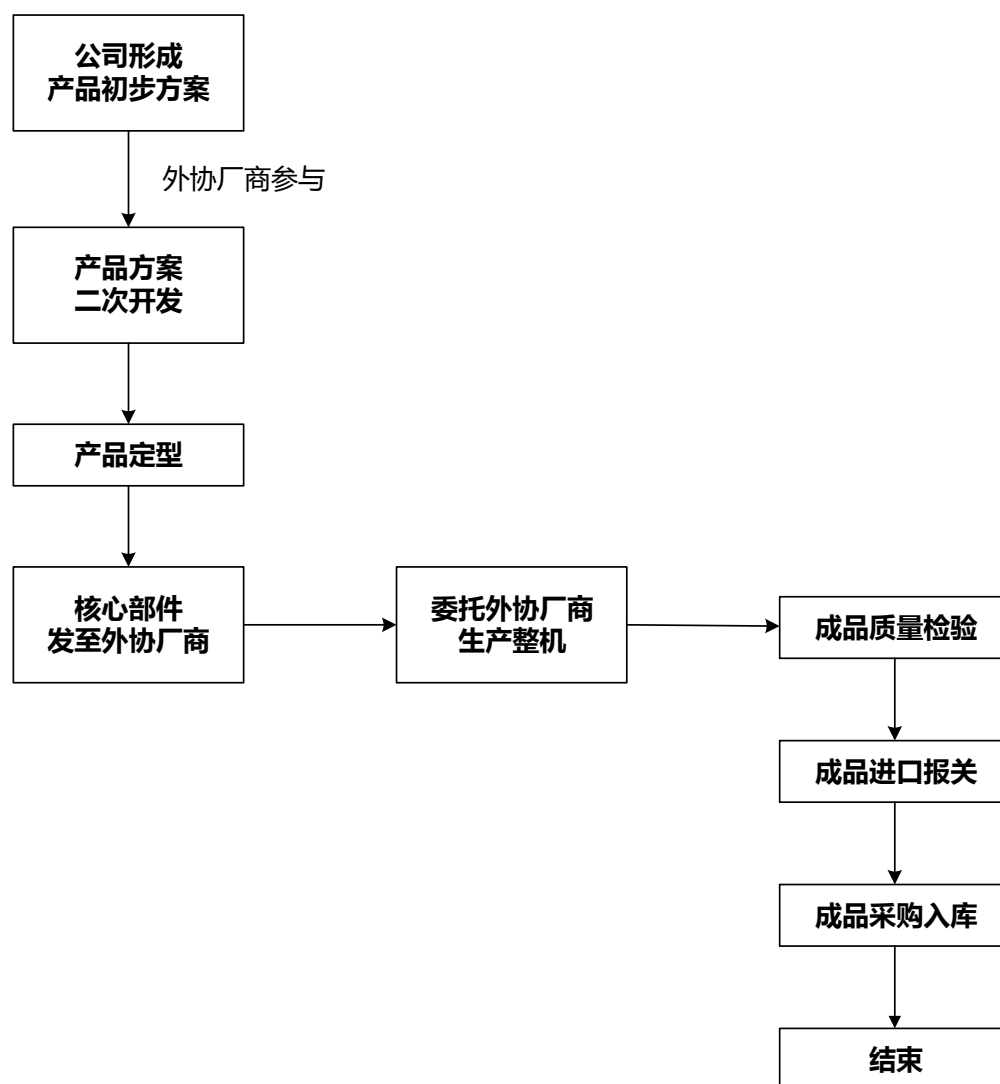 公司形成
产品初步方案
外协厂商参与
产品方案
二次开发
产品定型
核心部件
发至外协厂商
委托外协厂商
生产整机
成品质量检验
成品进口报关
成品采购入库
结束